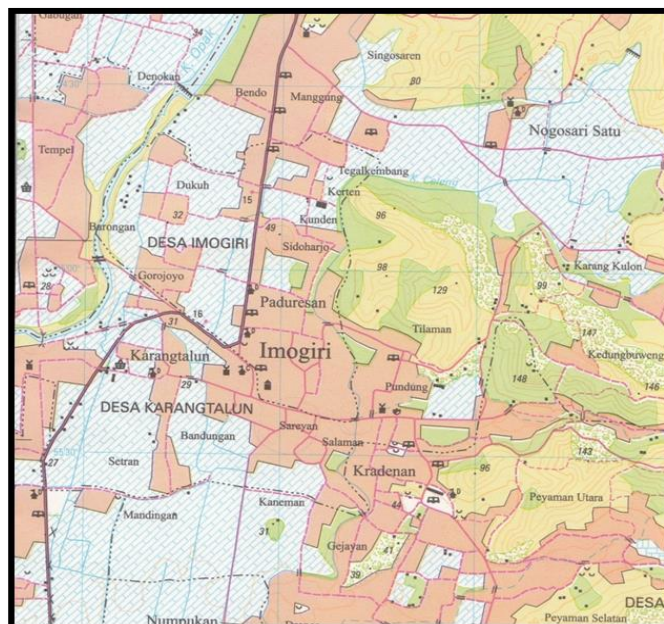 Gabugan
K. Opak
Singosaren
Denokan
80
Bendo
Manggung
Nogosari Satu
Tempel
Tegalkembang
K. Celeng
Dukuh
Kerten
15
32
Kunden
96
Barongan
49
DESA IMOGIRI
Sidoharjo
98
Karang Kulon
Gorojoyo
28
129
99
Paduresan
16
31
Tilaman
147
Imogiri
Kedungbuweng
Karangtalun
Pundung
148
146
29
DESA KARANGTALUN
Sareyan
Bandungan
Salaman
143
55'30
Setran
27
Kradenan
96
Peyaman Utara
Kaneman
44
Mandingan
31
Gejayan
41
39
DESA
Numpukan
Peyaman Selatan